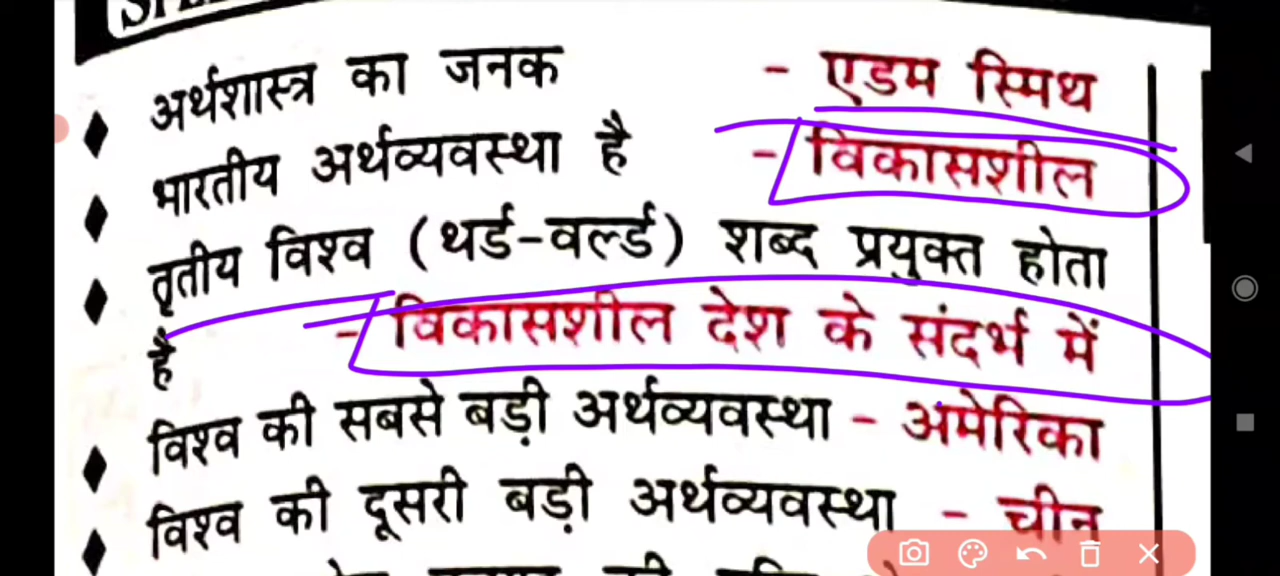 अर्थशास्त्र का जनक - एडम स्मिथ
भारतीय अर्थव्यवस्था है - विकासशील
तृतीय विश्व (थर्ड-वर्ल्ड) शब्द प्रयुक्त होता
है - विकासशील देश के संदर्भ में
विश्व की सबसे बड़ी अर्थव्यवस्था - अमेरिका
विश्व की दूसरी बड़ी अर्थव्यवस्था - चीन